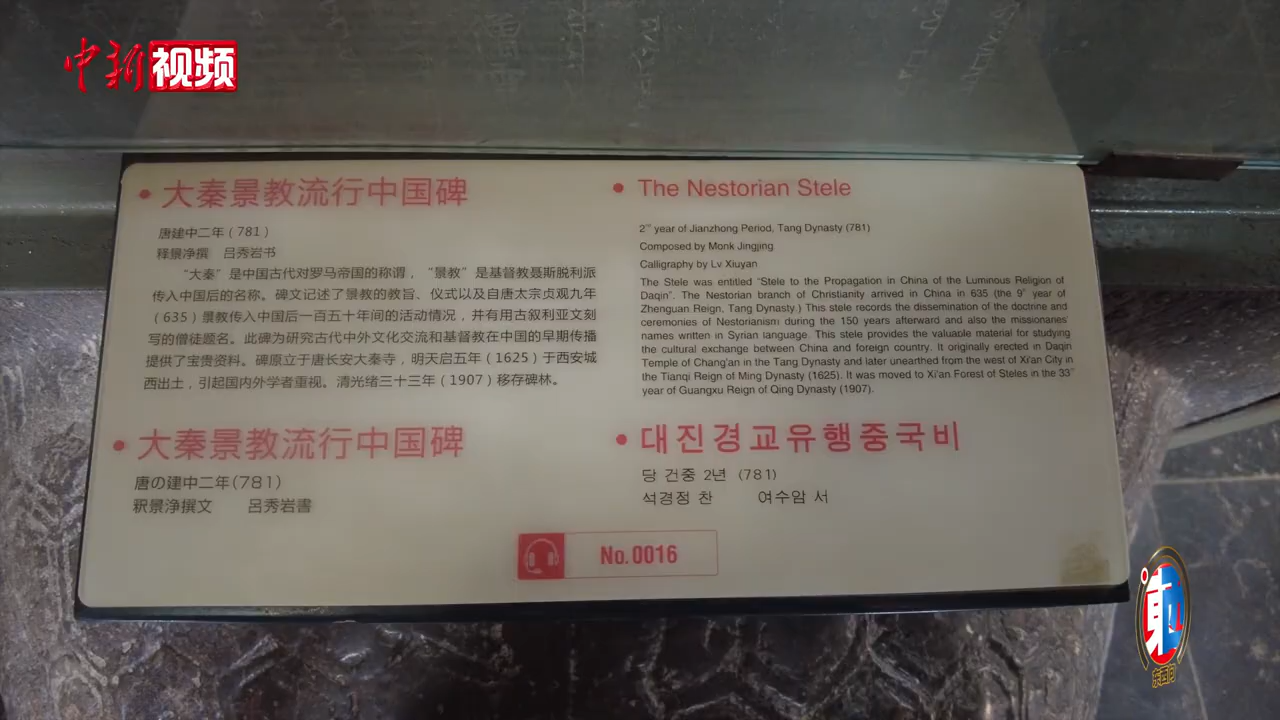 中新视频
• 大秦景教流行中国碑
唐建中二年（781）
释景净撰 吕秀岩书
“大秦”是中国古代对罗马帝国的称谓，“景教”是基督教聂斯脱利派
传入中国后的名称。碑文记述了景教的教旨、仪式以及自唐太宗贞观九年
（635）景教传入中国后一百五十年间的活动情况，并有用古叙利亚文刻
写的僧徒题名。此碑为研究古代中外文化交流和基督教在中国的早期传播
提供了宝贵资料。碑原立于唐长安大秦寺，明天启五年（1625）于西安城
西出土，引起国内外学者重视。清光绪三十三年（1907）移存碑林。
• The Nestorian Stele
2nd year of Jianzhong Period, Tang Dynasty (781)
Composed by Monk Jingjing
Calligraphy by Lv Xiuyan
The Stele was entitled “Stele to the Propagation in China of the Luminous Religion of
Daqin”. The Nestorian branch of Christianity arrived in China in 635 (the 9th year of
Zhenguan Reign, Tang Dynasty.) This stele records the dissemination of the doctrine and
ceremonies of Nestorianism during the 150 years afterward and also the missionaries’
names written in Syrian language. This stele provides the valuable material for studying
the cultural exchange between China and foreign country. It originally erected in Daqin
Temple of Chang'an in the Tang Dynasty and later unearthed from the west of Xi'an City in
the Tianqi Reign of Ming Dynasty (1625). It was moved to Xi'an Forest of Steles in the 33rd
year of Guangxu Reign of Qing Dynasty (1907).
• 大秦景教流行中国碑
唐の建中二年(781)
釈景浄撰文 呂秀岩書
• 대진경교유행중국비
당 건중 2년 (781)
석경정 찬 여수암 서
No.0016
东西问